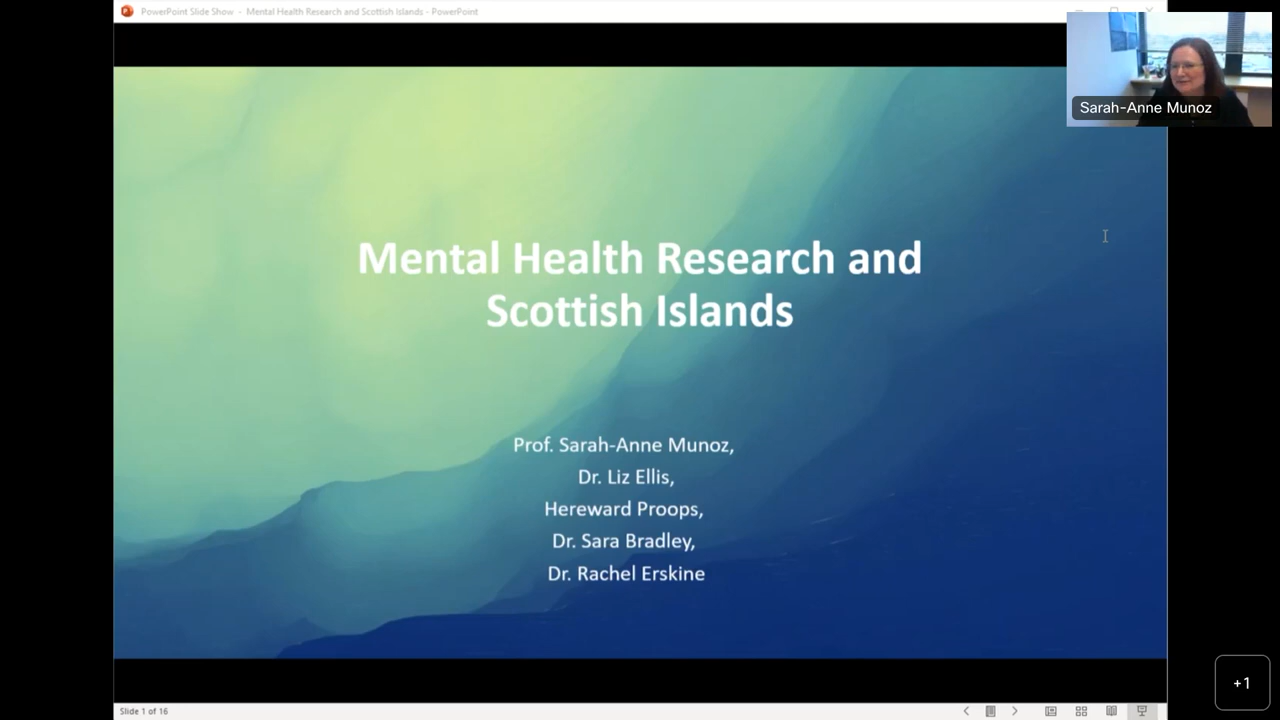 PowerPoint Slide Show - Mental Health Research and Scottish Islands - PowerPoint
Sarah-Anne Munoz
Mental Health Research and
Scottish Islands
Prof. Sarah-Anne Munoz,
Dr. Liz Ellis,
Hereward Proops,
Dr. Sara Bradley,
Dr. Rachel Erskine
+1
Slide 1 of 16